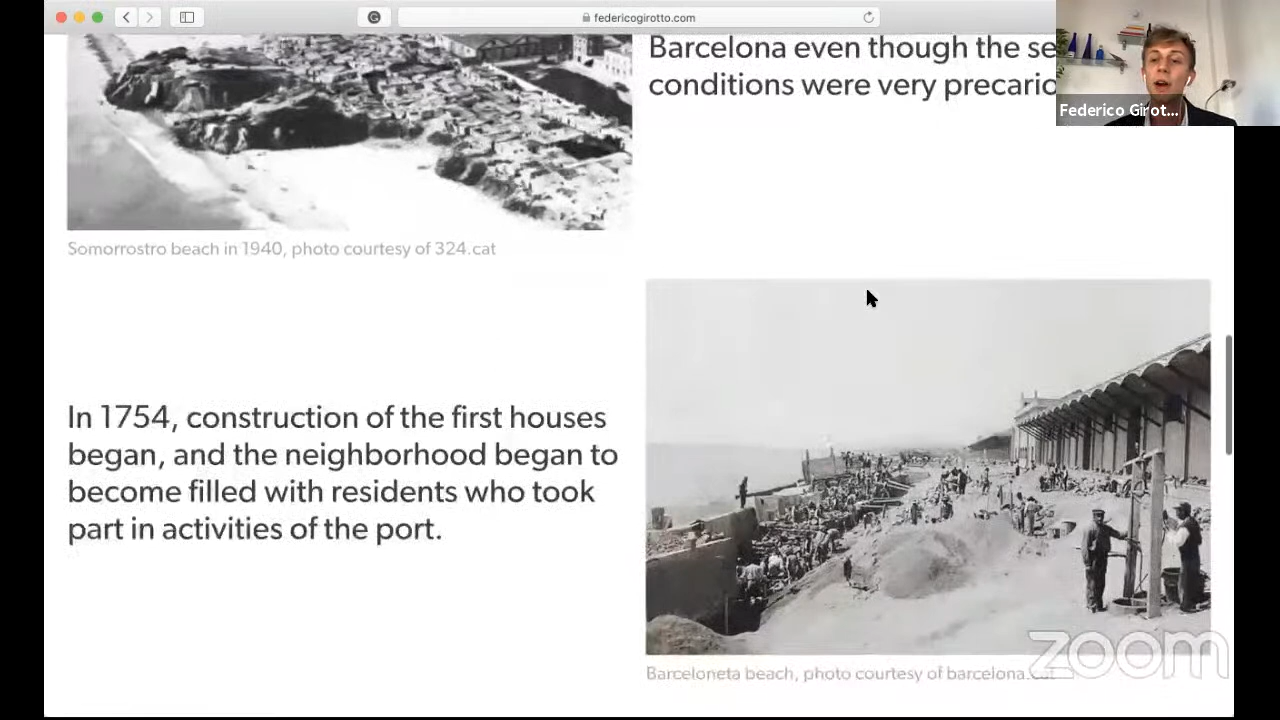 federicogirotto.com
Barcelona even though the se
conditions were very precario
Federico Girot...
Somorrostro beach in 1940, photo courtesy of 324.cat
In 1754, construction of the first houses
began, and the neighborhood began to
become filled with residents who took
part in activities of the port.
Barceloneta beach, photo courtesy of barcelona.cat
zoom